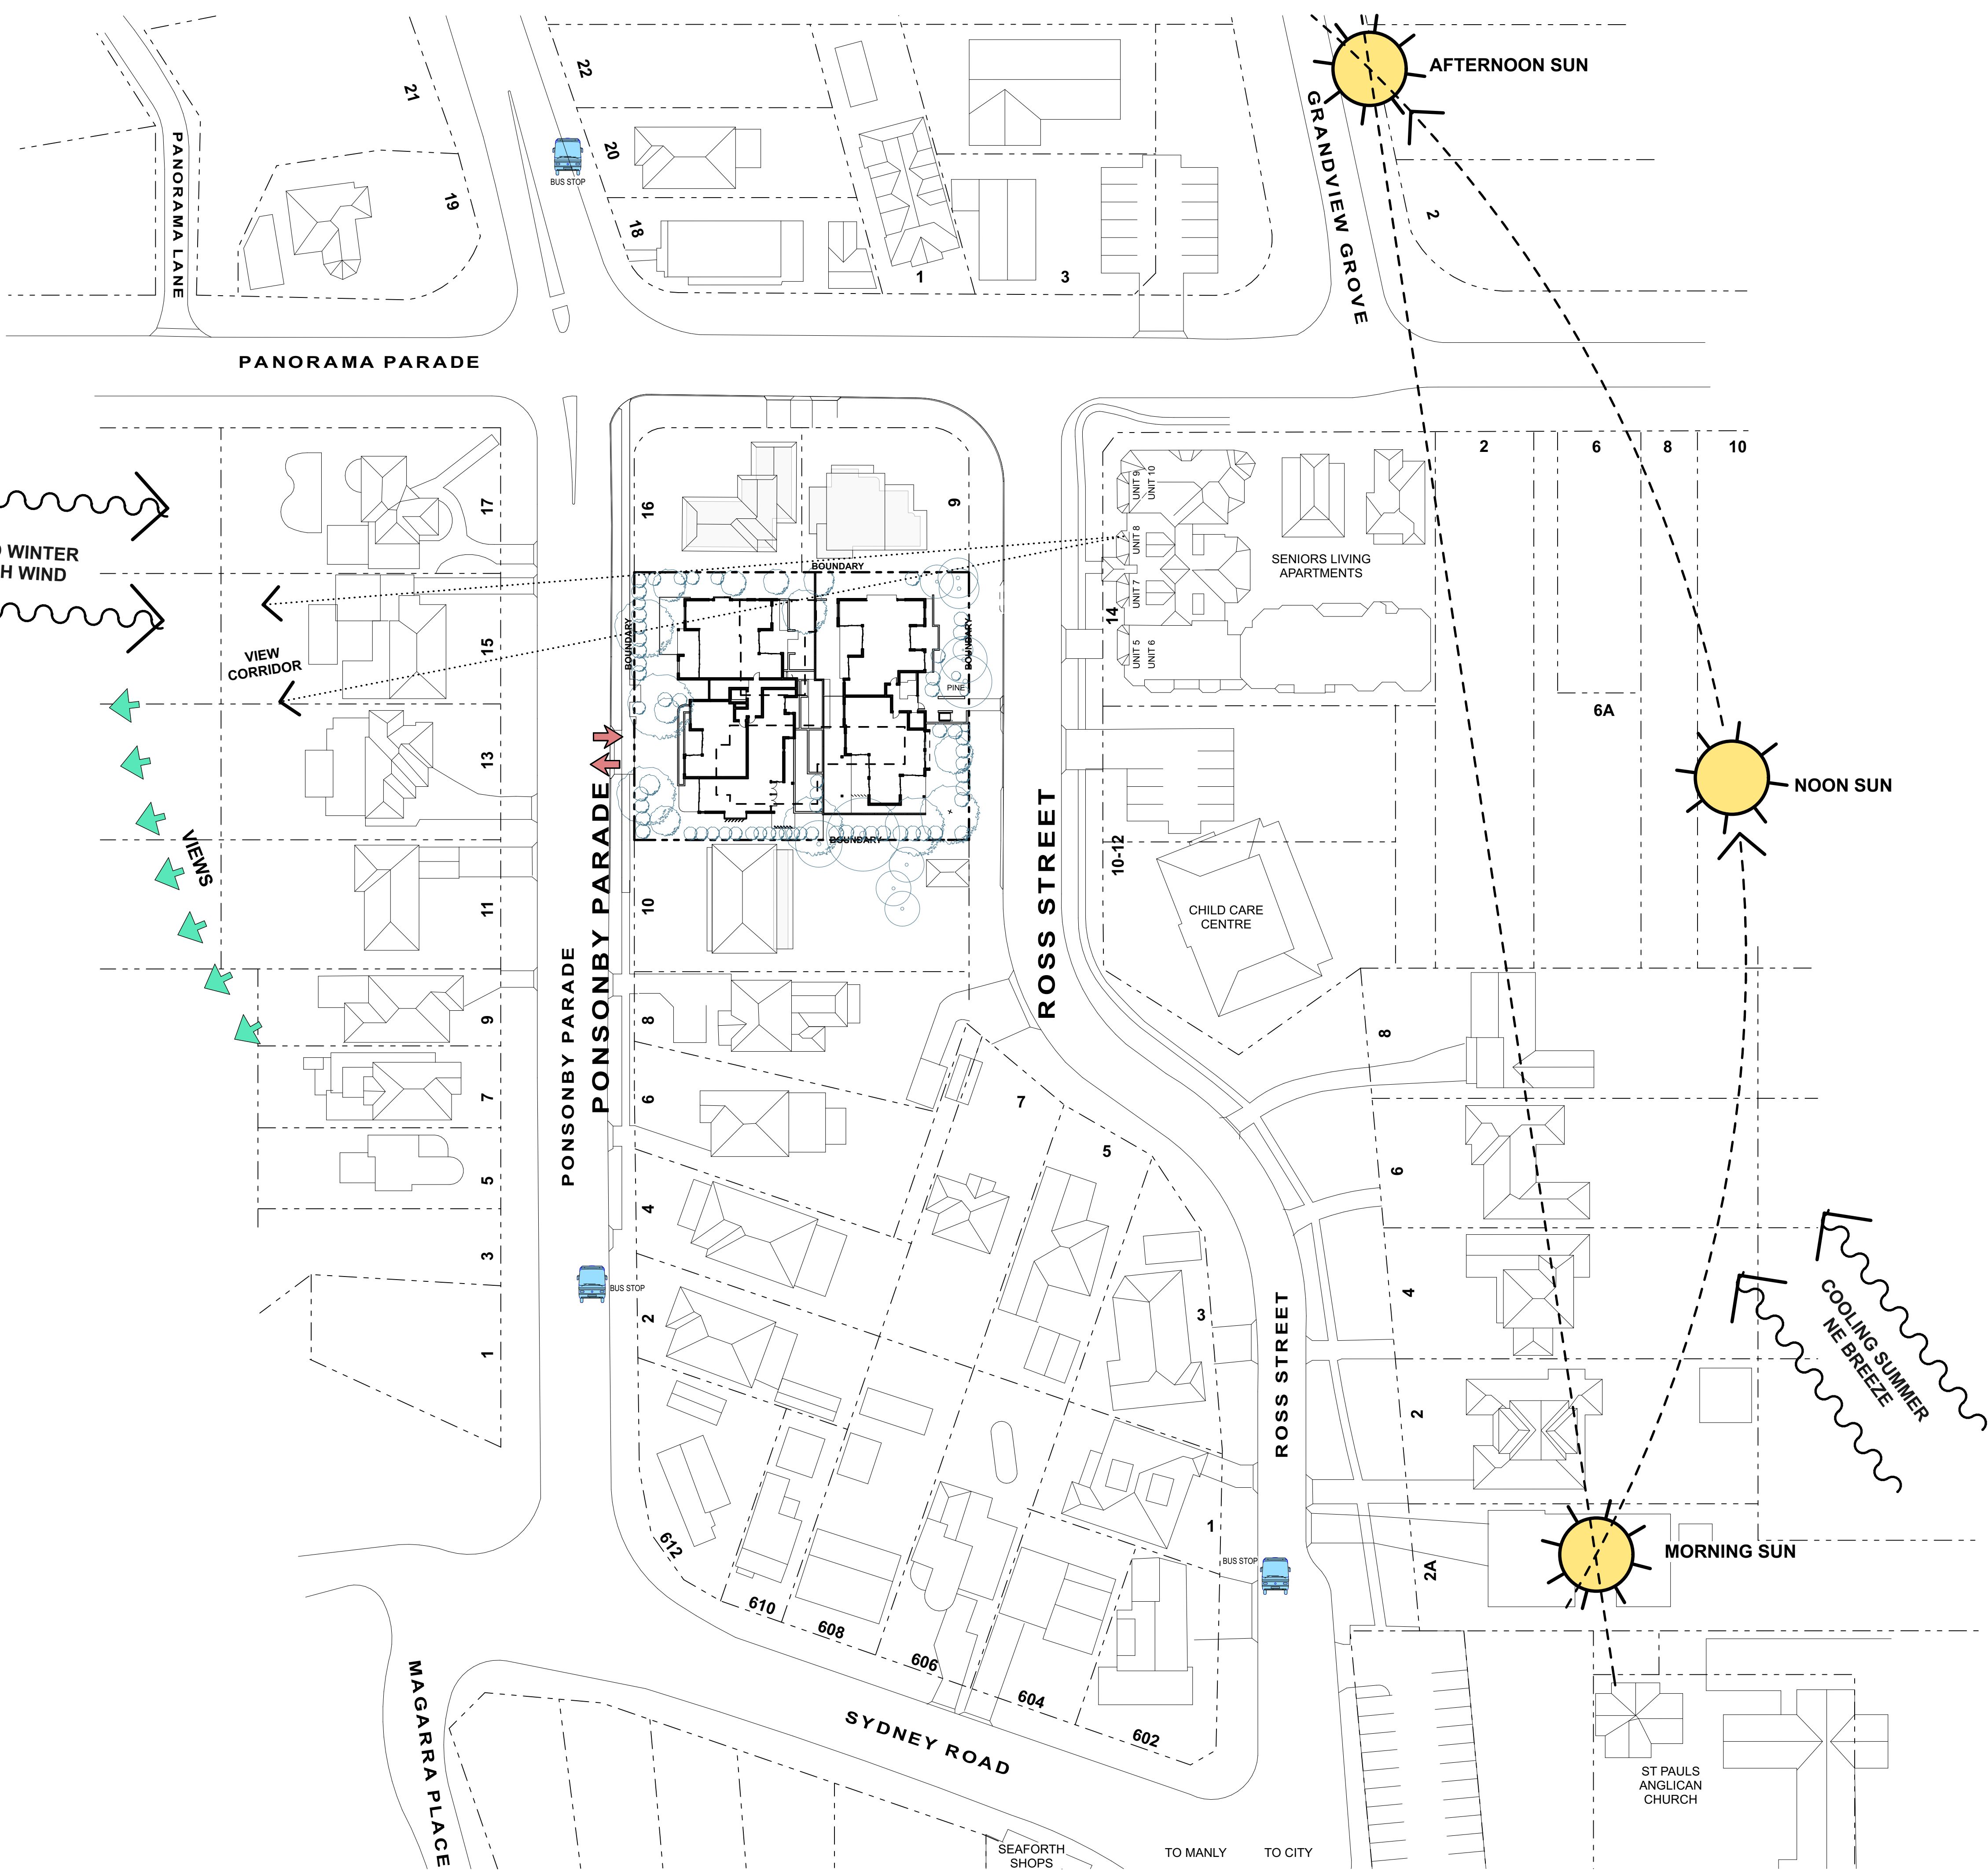 AFTERNOON SUN
22
21
PANORAMA LANE
GRANDVIEW GROVE
20
BUS STOP
19
18
2
1
3
PANORAMA PARADE
2
6
8
10
17
16
9
UNIT 9
UNIT 10
UNIT 8
WINTER
H WIND
BOUNDARY
SENIORS LIVING
APARTMENTS
UNIT 7
14
VIEW
CORRIDOR
15
BOUNDARY
BOUNDARY
UNIT 5
UNIT 6
PINE
6A
13
NOON SUN
VIEWS
BOUNDARY
PONSONBY PARADE
ROSS STREET
10-12
11
10
CHILD CARE
CENTRE
PONSONBY PARADE
9
8
8
7
6
7
5
6
5
4
3
BUS STOP
2
1
3
4
ROSS STREET
COOLING SUMMER
NE BREEZE
2
1
612
BUS STOP
MORNING SUN
2A
610
608
606
604
602
MAGARRA PLACE
SYDNEY ROAD
ST PAULS
ANGLICAN
CHURCH
SEAFORTH
SHOPS
TO MANLY
TO CITY